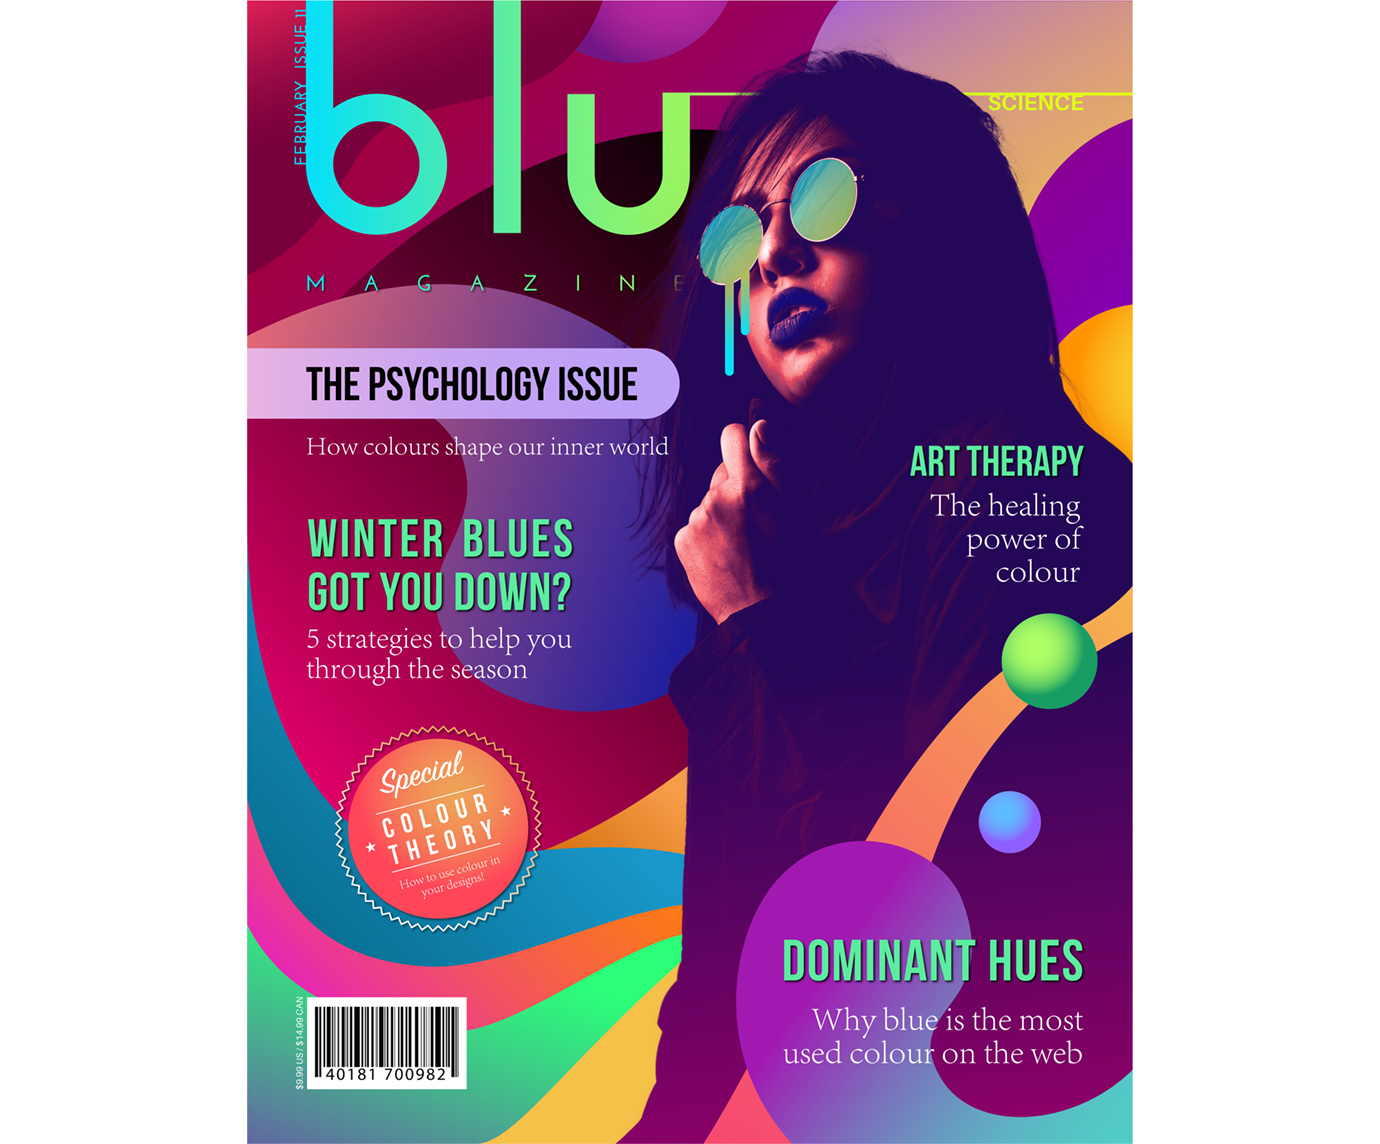 FEBRUARY ISSUE 11
blu
SCIENCE
MAGAZINE
THE PSYCHOLOGY ISSUE
How colours shape our inner world
ART THERAPY
The healing
power of
colour
WINTER BLUES
GOT YOU DOWN?
5 strategies to help you
through the season
Special
COLOUR
THEORY
How to use colour in
your designs!
DOMINANT HUES
Why blue is the most
used colour on the web
$9.99 US / $14.99 CAN
40181 700982